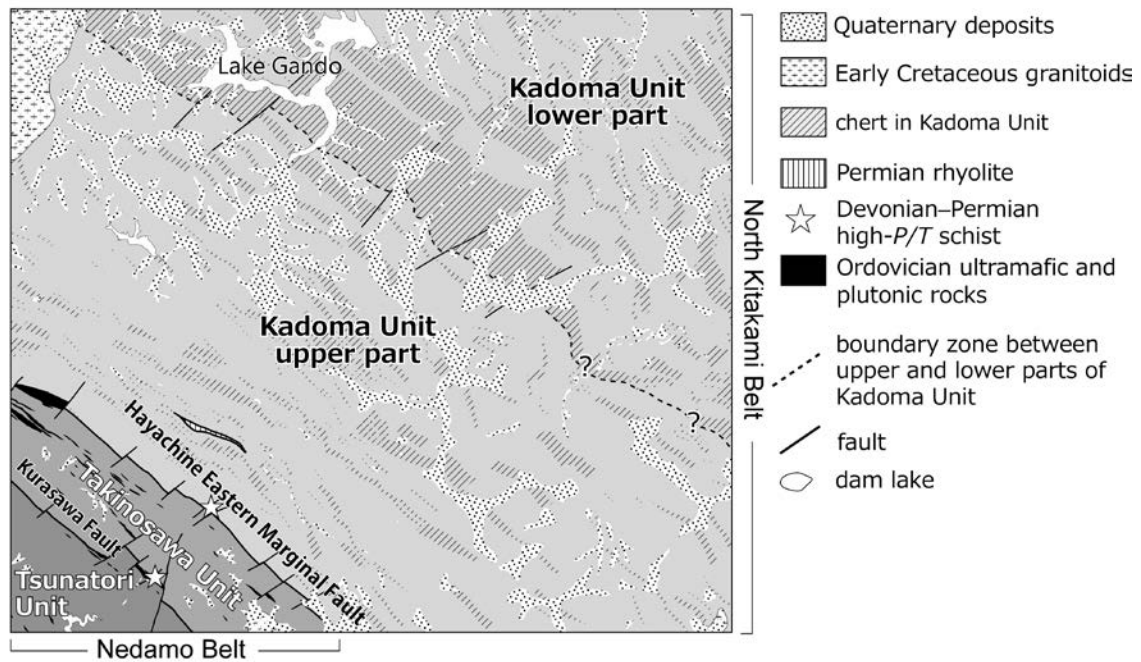 Lake Gando
Kadoma Unit
lower part
Kadoma Unit
upper part
?
?
Hayachine Eastern Marginal Fault
Takinosawa Unit
Kurasawa Fault
Tsunatori
Unit
Nedamo Belt
North Kitakami Belt
Quaternary deposits
Early Cretaceous granitoids
chert in Kadoma Unit
Permian rhyolite
Devonian–Permian
high-P/T schist
Ordovician ultramafic and
plutonic rocks
boundary zone between
upper and lower parts of
Kadoma Unit
fault
dam lake